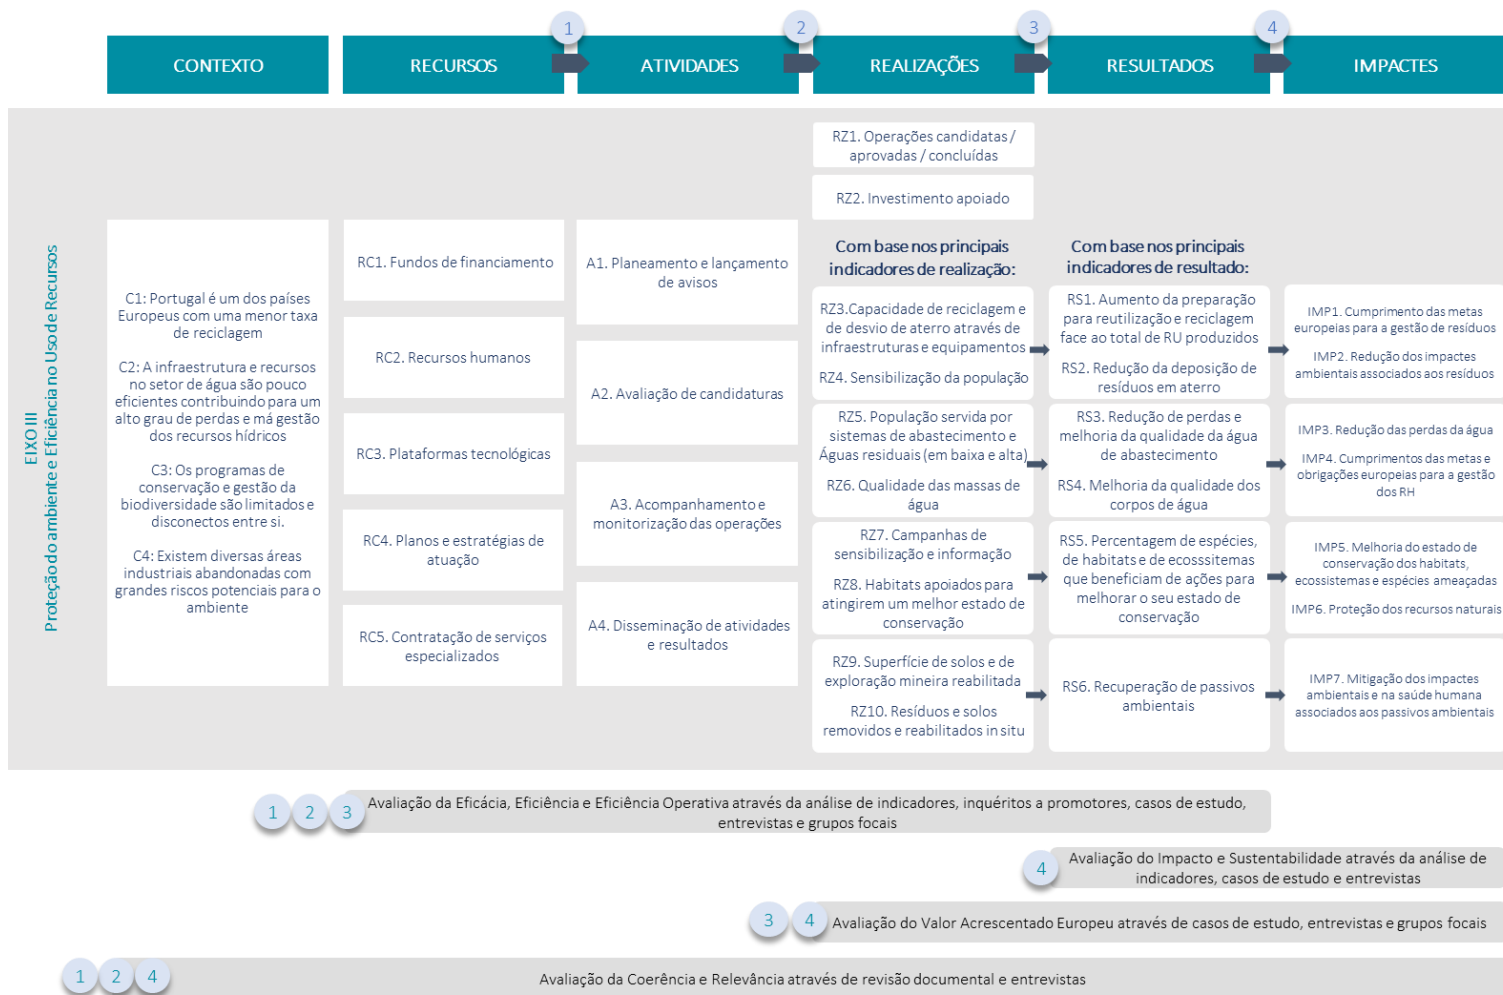 1
2
3
4
CONTEXTO
RECURSOS
ATIVIDADES
REALIZAÇÕES
RESULTADOS
IMPACTES
EIXO III
Proteção do ambiente e Eficiência no Uso de Recursos
C1: Portugal é um dos países
Europeus com uma menor taxa
de reciclagem
C2: A infraestrutura e recursos
no setor de água são pouco
eficientes contribuindo para um
alto grau de perdas e má gestão
dos recursos hídricos
C3: Os programas de
conservação e gestão da
biodiversidade são limitados e
disconectos entre si.
C4: Existem diversas áreas
industriais abandonadas com
grandes riscos potenciais para o
ambiente
RC1. Fundos de financiamento
RC2. Recursos humanos
RC3. Plataformas tecnológicas
RC4. Planos e estratégias de
atuação
RC5. Contratação de serviços
especializados
A1. Planeamento e lançamento
de avisos
A2. Avaliação de candidaturas
A3. Acompanhamento e
monitorização das operações
A4. Disseminação de atividades
e resultados
RZ1. Operações candidatas /
aprovadas / concluídas
RZ2. Investimento apoiado
Com base nos principais
indicadores de realização:
RZ3.Capacidade de reciclagem e
de desvio de aterro através de
infraestruturas e equipamentos
RZ4. Sensibilização da população
RZ5. População servida por
sistemas de abastecimento e
Águas residuais (em baixa e alta)
RZ6. Qualidade das massas de
água
RZ7. Campanhas de
sensibilização e informação
RZ8. Habitats apoiados para
atingirem um melhor estado de
conservação
RZ9. Superfície de solos e de
exploração mineira reabilitada
RZ10. Resíduos e solos
removidos e reabilitados in situ
Com base nos principais
indicadores de resultado:
RS1. Aumento da preparação
para reutilização e reciclagem
face ao total de RU produzidos
RS2. Redução da deposição de
resíduos em aterro
RS3. Redução de perdas e
melhoria da qualidade da água
de abastecimento
RS4. Melhoria da qualidade dos
corpos de água
RS5. Percentagem de espécies,
de habitats e de ecosssitemas
que beneficiam de ações para
melhorar o seu estado de
conservação
RS6. Recuperação de passivos
ambientais
IMP1. Cumprimento das metas
europeias para a gestão de resíduos
IMP2. Redução dos impactes
ambientais associados aos resíduos
IMP3. Redução das perdas da água
IMP4. Cumprimentos das metas e
obrigações europeias para a gestão
dos RH
IMP5. Melhoria do estado de
conservação dos habitats,
ecossistemas e espécies ameaçadas
IMP6. Proteção dos recursos naturais
IMP7. Mitigação dos impactes
ambientais e na saúde humana
associados aos passivos ambientais
1 2 3
Avaliação da Eficácia, Eficiência e Eficiência Operativa através da análise de indicadores, inquéritos a promotores, casos de estudo,
entrevistas e grupos focais
4
Avaliação do Impacto e Sustentabilidade através da análise de
indicadores, casos de estudo e entrevistas
3 4
Avaliação do Valor Acrescentado Europeu através de casos de estudo, entrevistas e grupos focais
1 2 4
Avaliação da Coerência e Relevância através de revisão documental e entrevistas